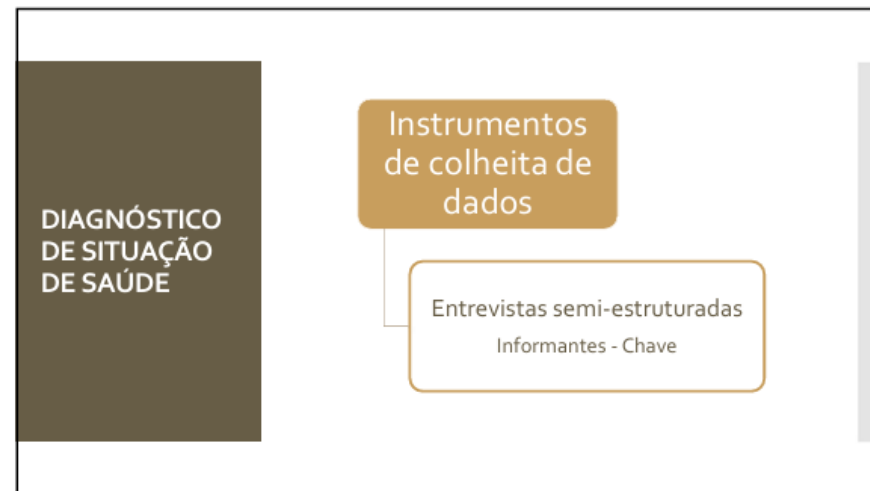 DIAGNÓSTICO
DE SITUAÇÃO
DE SAÚDE
Instrumentos
de colheita de
dados
Entrevistas semi-estruturadas
Informantes - Chave